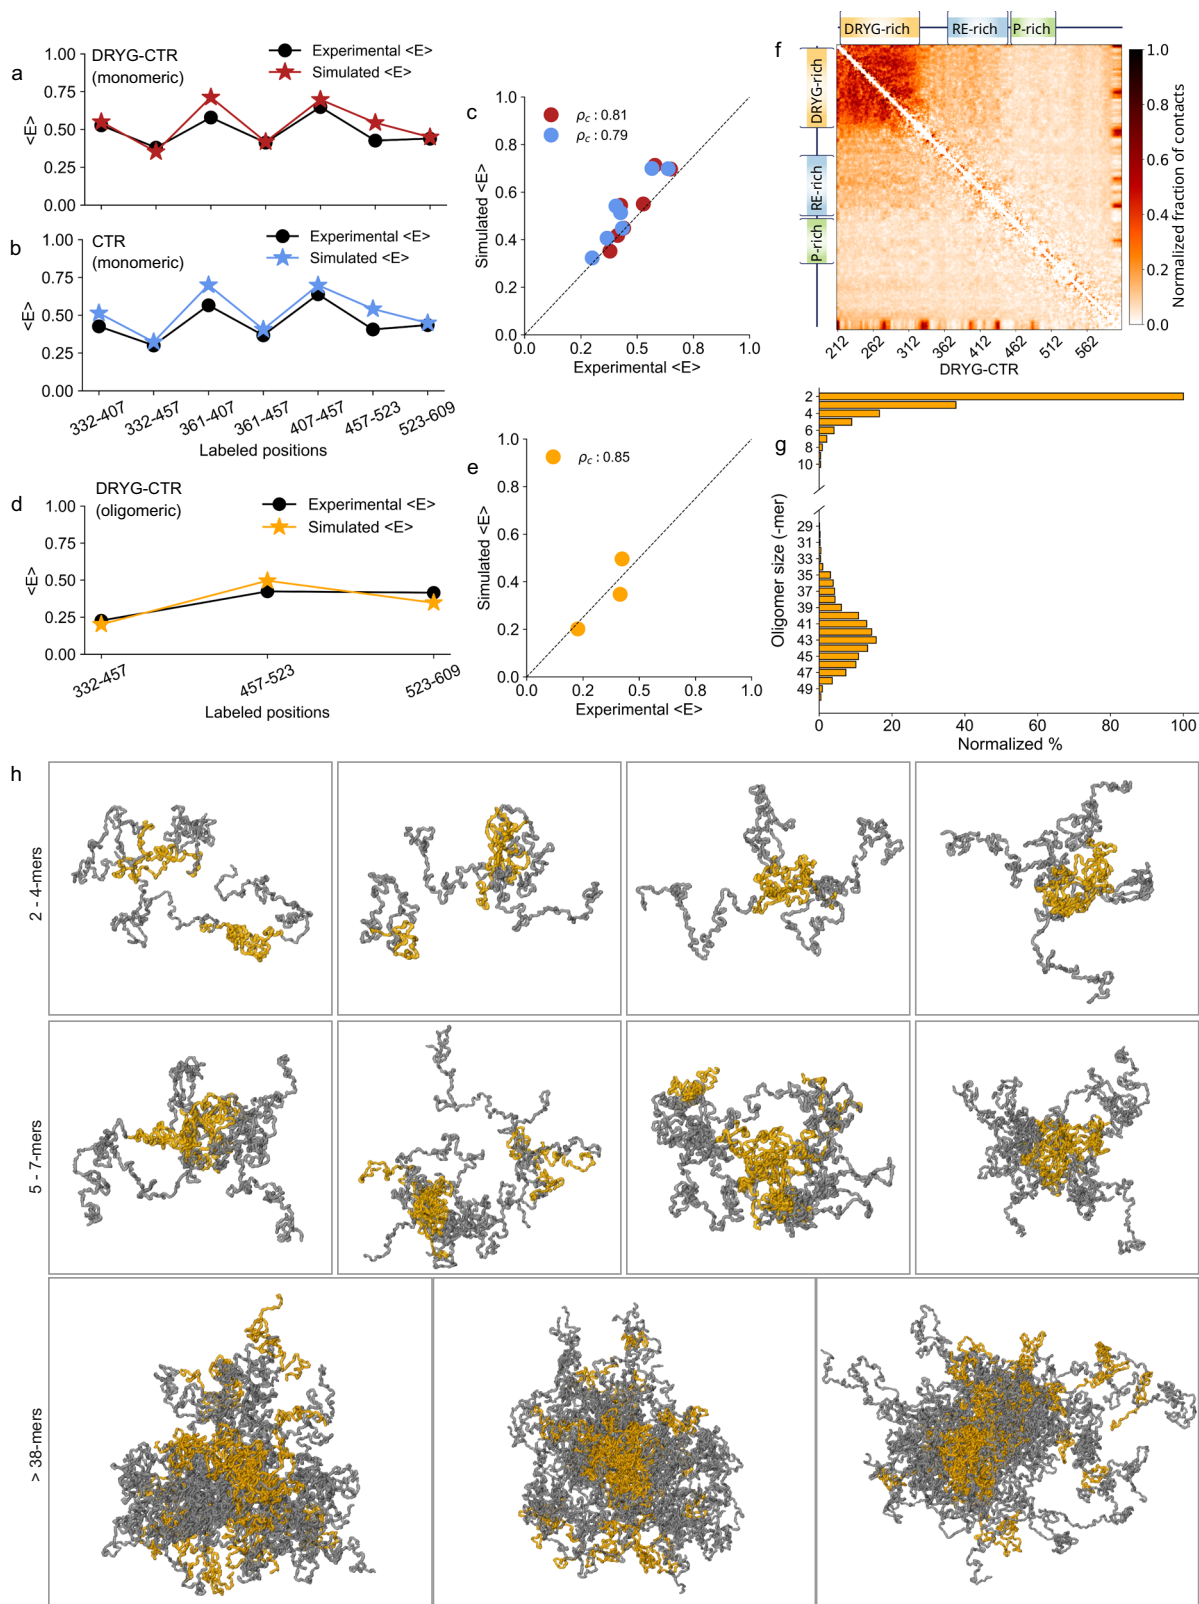 a
DRYG-CTR
(monomeric)
Experimental <E>
Simulated <E>
1.00
0.75
0.50
0.25
0.00
<E>
b
CTR
(monomeric)
Experimental <E>
Simulated <E>
1.00
0.75
0.50
0.25
0.00
<E>
332-407
332-457
361-407
361-457
407-457
457-523
523-609
Labeled positions
c
ρc : 0.81
ρc : 0.79
1.0
0.8
0.6
0.4
0.2
0.0
Simulated <E>
0.0
0.2
0.5
0.8
1.0
Experimental <E>
d
DRYG-CTR
(oligomeric)
Experimental <E>
Simulated <E>
1.00
0.75
0.50
0.25
0.00
<E>
332-457
457-523
523-609
Labeled positions
e
ρc : 0.85
1.0
0.8
0.6
0.4
0.2
0.0
Simulated <E>
0.0
0.2
0.5
0.8
1.0
Experimental <E>
f
DRYG-rich
RE-rich
P-rich
DRYG-rich
RE-rich
P-rich
212
262
312
362
412
462
512
562
DRYG-CTR
1.0
0.8
0.6
0.4
0.2
0.0
Normalized fraction of contacts
g
2
4
6
8
10
29
31
33
35
37
39
41
43
45
47
49
Oligomer size (-mer)
0
20
40
60
80
100
Normalized %
h
2 - 4-mers
5 - 7-mers
> 38-mers